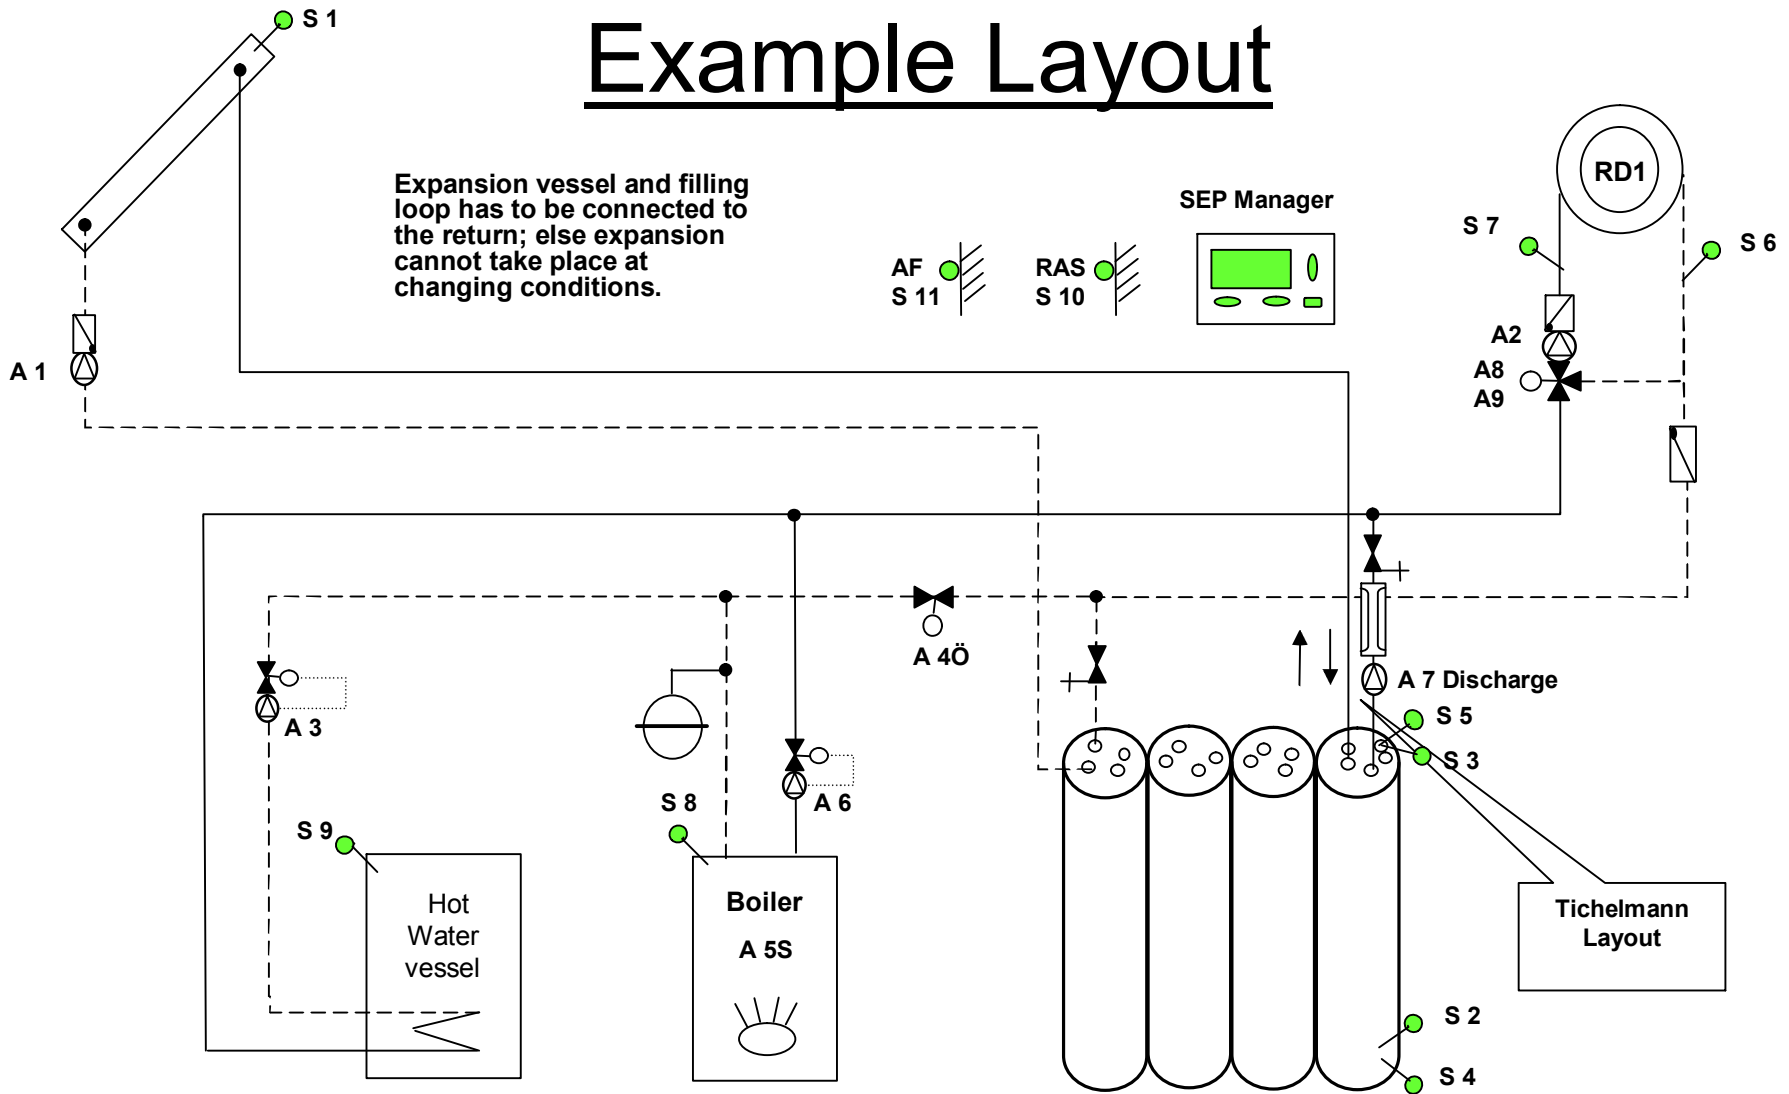 S 1
Example Layout
Expansion vessel and filling
loop has to be connected to
the return; else expansion
cannot take place at
changing conditions.
SEP Manager
AF
S 11
RAS
S 10
RD1
S 7
S 6
A 1
A2
A8
A9
A 4Ö
A 7 Discharge
A 3
S 5
S 3
S 8
A 6
S 9
Hot
Water
vessel
Boiler
A 5S
Tichelmann
Layout
S 2
S 4